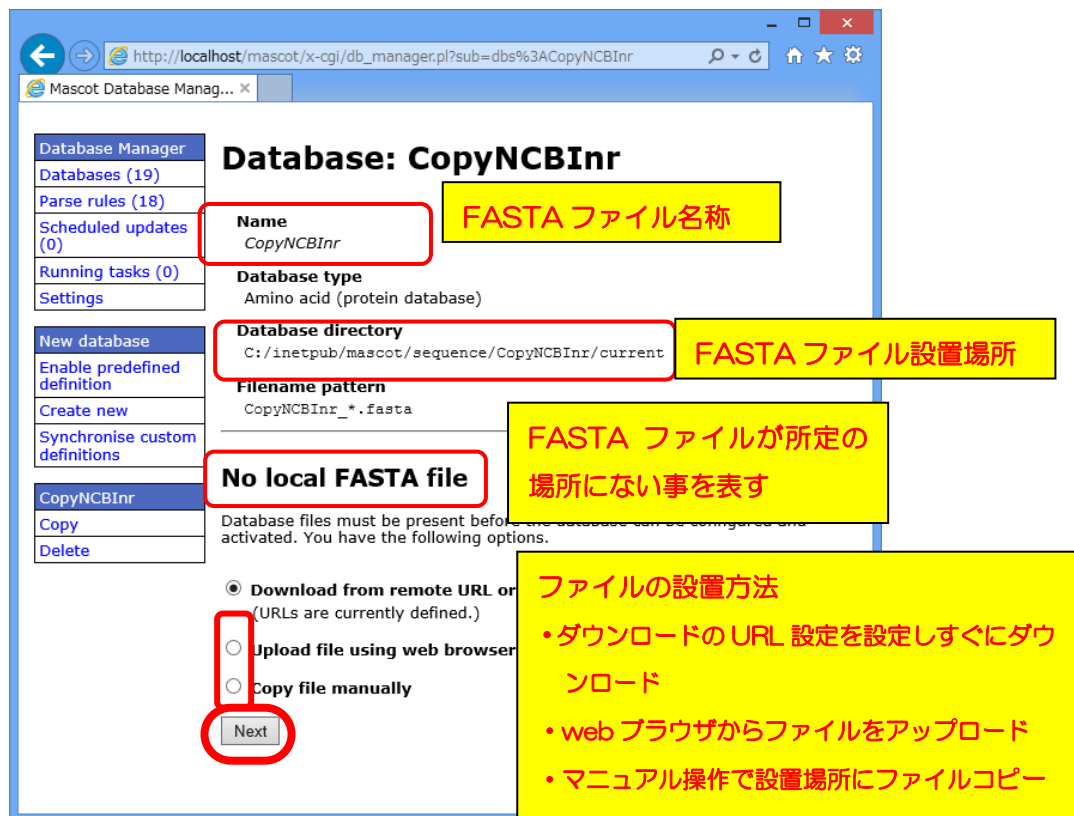 http://localhost/mascot/x-cgi/db_manager.pl?sub=dbs%3ACopyNCBInr
Mascot Database Manag...
Database Manager
Databases (19)
Parse rules (18)
Scheduled updates
(0)
Running tasks (0)
Settings
New database
Enable predefined
definition
Create new
Synchronise custom
definitions
CopyNCBInr
Copy
Delete
Database: CopyNCBInr
Name
CopyNCBInr
FASTA ファイル名称
Database type
Amino acid (protein database)
Database directory
C:/inetpub/mascot/sequence/CopyNCBInr/current
FASTA ファイル設置場所
Filename pattern
CopyNCBInr_*.fasta
FASTA ファイルが所定の
場所にない事を表す
No local FASTA file
Database files must be present before the database can be configured and
activated. You have the following options.
Download from remote URL or
(URLs are currently defined.)
Upload file using web browser
Copy file manually
Next
ファイルの設置方法
・ダウンロードの URL 設定を設定しすぐにダウ
ンロード
・web ブラウザからファイルをアップロード
・マニュアル操作で設置場所にファイルコピー